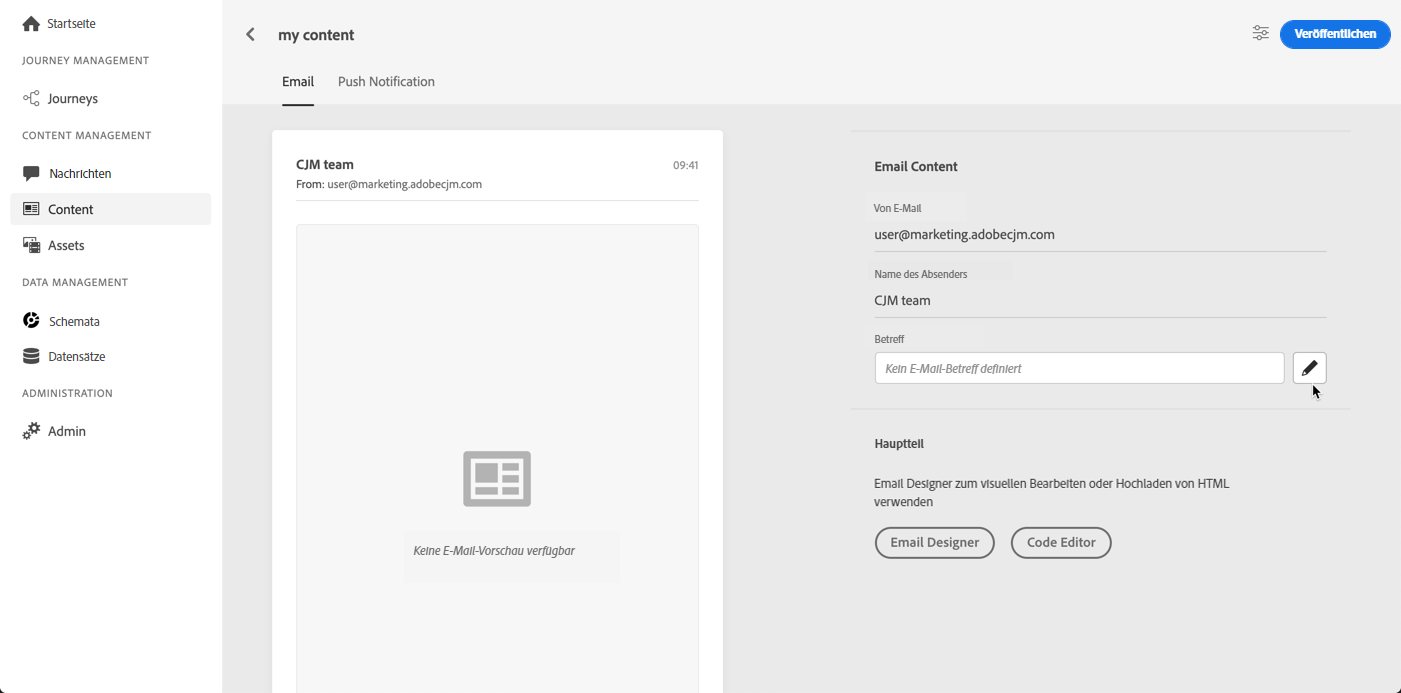 Startseite
JOURNEY MANAGEMENT
Journeys
CONTENT MANAGEMENT
Nachrichten
Content
Assets
DATA MANAGEMENT
Schemata
Datensätze
ADMINISTRATION
Admin
my content
Veröffentlichen
Email
Push Notification
CJM team
09:41
From: user@marketing.adobecjm.com
Keine E-Mail-Vorschau verfügbar
Email Content
Von E-Mail
user@marketing.adobecjm.com
Name des Absenders
CJM team
Betreff
Kein E-Mail-Betreff definiert
Hauptteil
Email Designer zum visuellen Bearbeiten oder Hochladen von HTML
verwenden
Email Designer
Code Editor